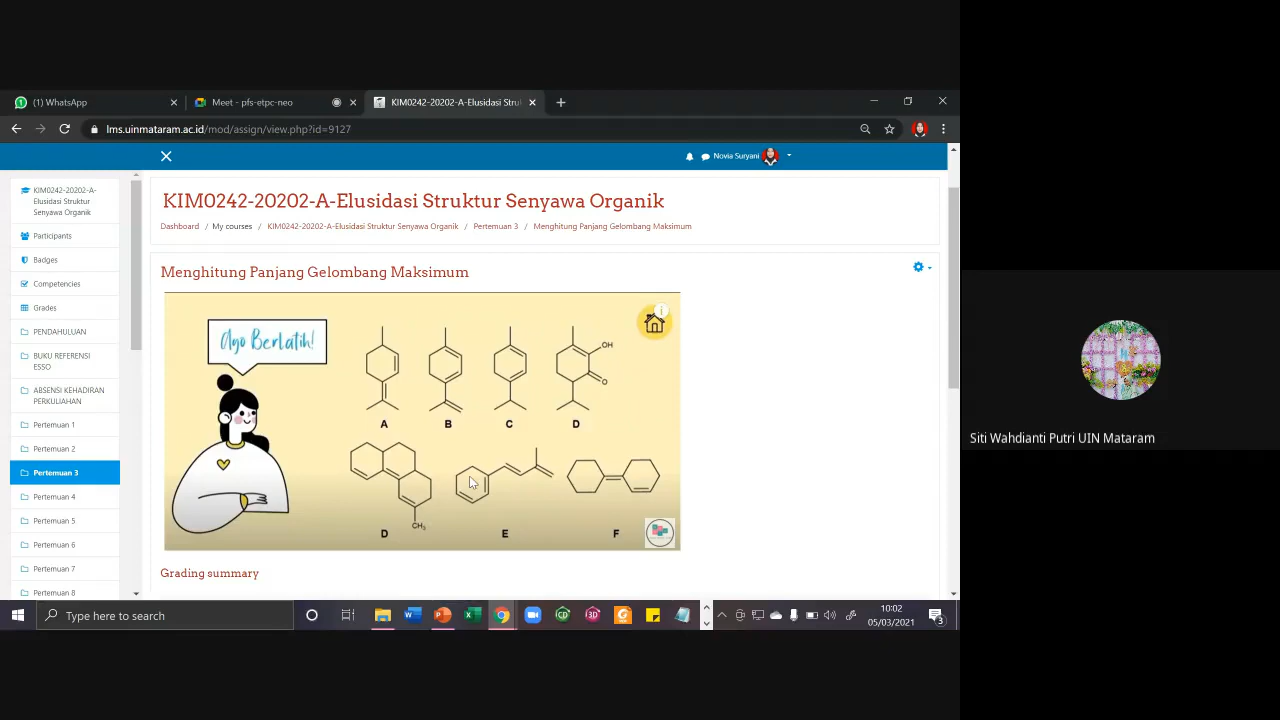 (1) WhatsApp
Meet - pfs-etpc-neo
KIM0242-20202-A-Elusidasi Stru
lms.uinmataram.ac.id/mod/assign/view.php?id=9127
Novia Suryani
KIM0242-20202-A-
Elusidasi Struktur
Senyawa Organik
Participants
Badges
Competencies
Grades
PENDAHULUAN
BUKU REFERENSI
ESSO
ABSENSI KEHADIRAN
PERKULIAHAN
Pertemuan 1
Pertemuan 2
Pertemuan 3
Pertemuan 4
Pertemuan 5
Pertemuan 6
Pertemuan 7
Pertemuan 8
KIM0242-20202-A-Elusidasi Struktur Senyawa Organik
Dashboard / My courses / KIM0242-20202-A-Elusidasi Struktur Senyawa Organik / Pertemuan 3 / Menghitung Panjang Gelombang Maksimum
Menghitung Panjang Gelombang Maksimum
Ayo Berlatih!
i
OH
O
A B C D
CH3
D E F
Grading summary
Siti Wahdianti Putri UIN Mataram
Type here to search
10:02
05/03/2021
3